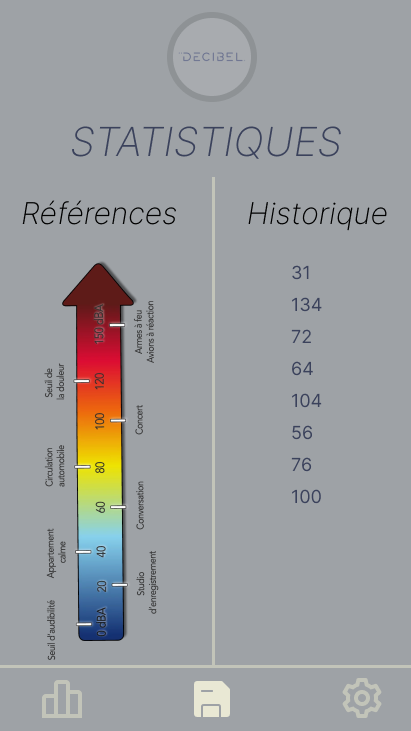 DECIBEL
STATISTIQUES
Références
Historique
150 dBA
Armes à feu
Avions à réaction
Seuil de
la douleur
120
Concert
100
Circulation
automobile
80
Conversation
60
Appartement
calme
40
Studio
d'enregistrement
20
Seuil d'audibilité
0 dBA
31
134
72
64
104
56
76
100